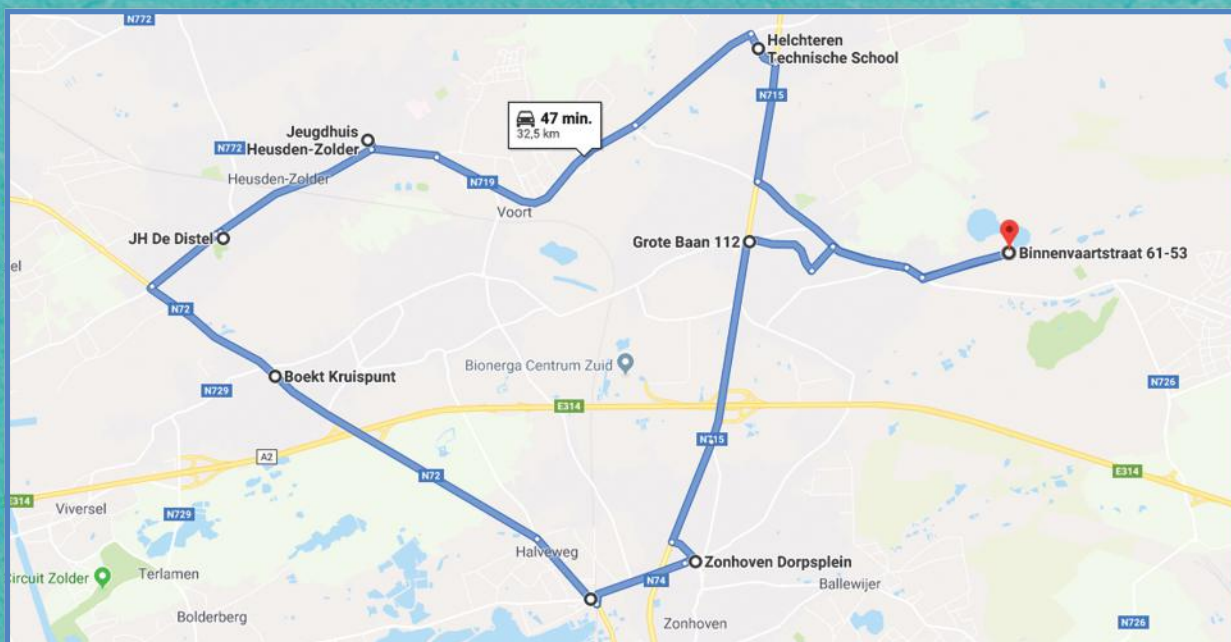 N772
Helchteren
Technische School
N715
47 min.
32,5 km
Jeugdhuis
Heusden-Zolder
N772
Heusden-Zolder
N719
Voort
JH De Distel
Grote Baan 112
Binnenvaartstraat 61-53
el
N72
Boekt Kruispunt
Bionerga Centrum Zuid
N729
N726
E314
N715
A2
E314
N72
E314
Viversel
N729
Halveweg
Zonhoven Dorpsplein
Circuit Zolder
Terlamen
N74
Ballewijer
Bolderberg
Zonhoven
N726